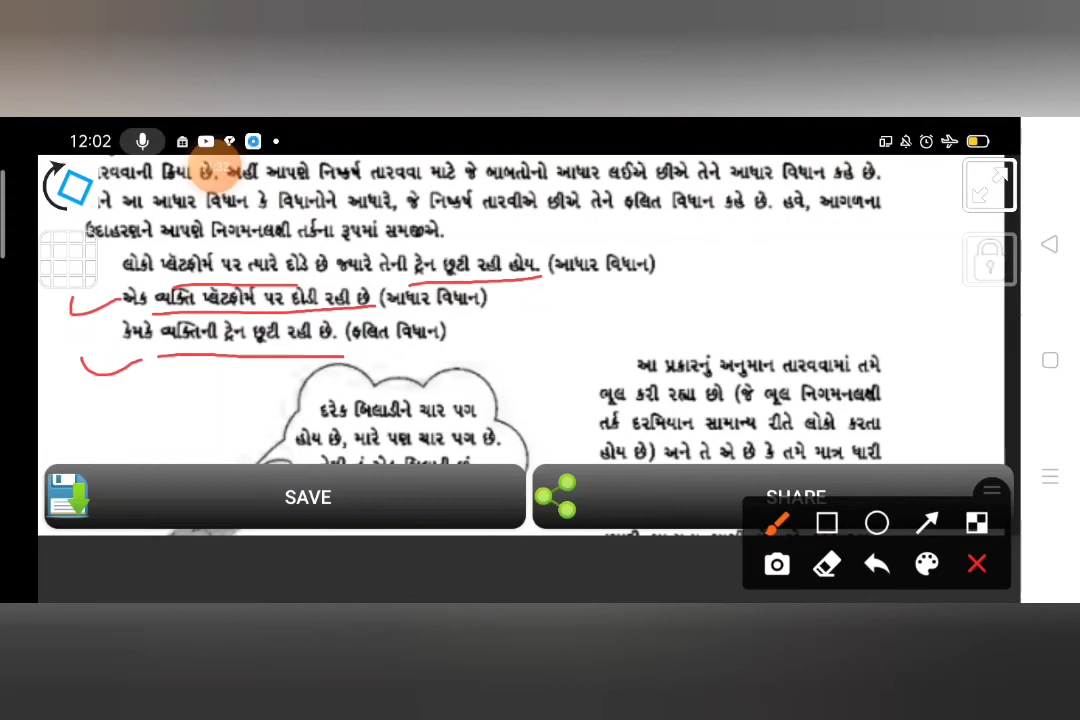 12:02
રવવાની ક્રિયા છે. અહીં આપણે નિષ્કર્ષ તારવવા માટે જે બાબતોનો આધાર લઈએ છીએ તેને આધાર વિધાન કહે છે.
ને આ આધાર વિધાન કે વિધાનોને આધારે, જે નિષ્કર્ષ તારવીએ છીએ તેને ફલિત વિધાન કહે છે. હવે, આગળના
ઉદાહરણને આપણે નિગમનલક્ષી તર્કના રૂપમાં સમજીએ.
લોકો પ્લૅટફોર્મ પર ત્યારે દોડે છે જ્યારે તેની ટ્રેન છૂટી રહી હોય. (આધાર વિધાન)
એક વ્યક્તિ પ્લૅટફોર્મ પર દોડી રહી છે (આધાર વિધાન)
કેમકે વ્યક્તિની ટ્રેન છૂટી રહી છે. (ફલિત વિધાન)
દરેક બિલાડીને ચાર પગ
હોય છે, મારે પણ ચાર પગ છે.
આ પ્રકારનું અનુમાન તારવવામાં તમે
ભૂલ કરી રહ્યા છો (જે ભૂલ નિગમનલક્ષી
તર્ક દરમિયાન સામાન્ય રીતે લોકો કરતા
હોય છે) અને તે એ છે કે તમે માત્ર ધારી
SAVE
SHARE